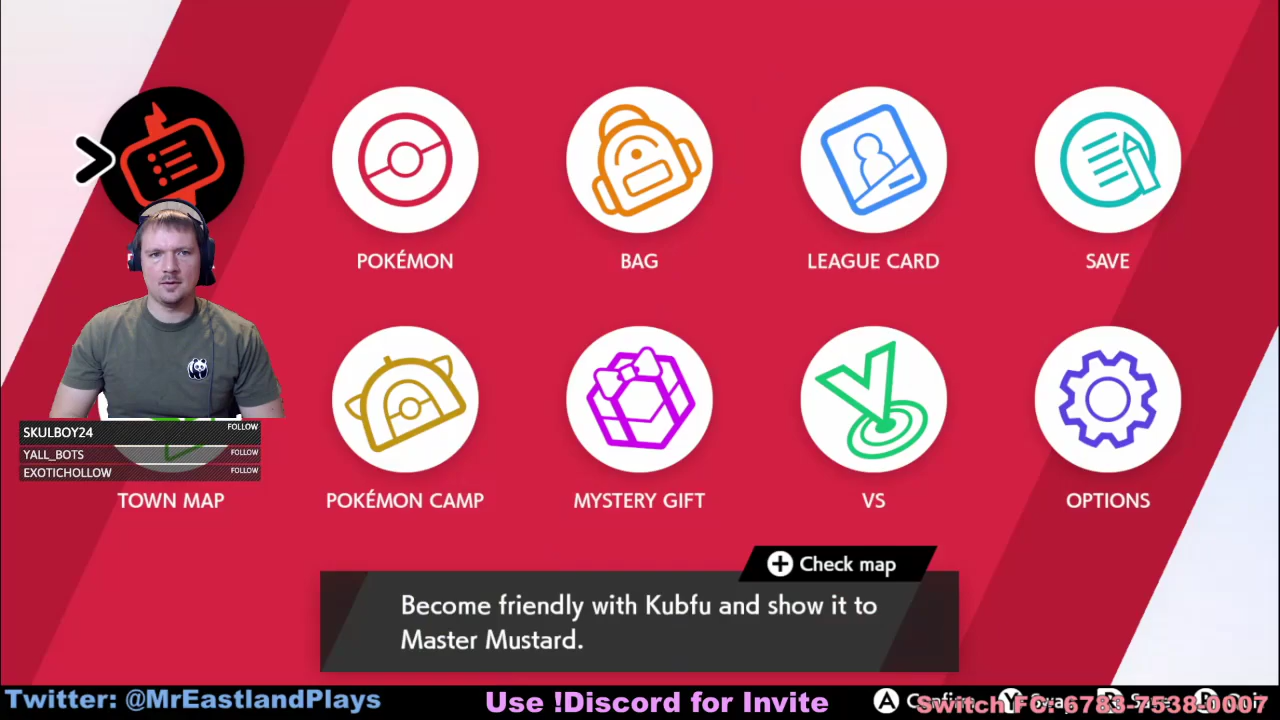 POKÉMON
BAG
LEAGUE CARD
SAVE
SKULBOY24 FOLLOW
YALL_BOTS FOLLOW
EXOTICHOLLOW FOLLOW
TOWN MAP
POKÉMON CAMP
MYSTERY GIFT
VS
OPTIONS
Check map
Become friendly with Kubfu and show it to
Master Mustard.
Twitter: @MrEastlandPlays
Use !Discord for Invite
Switch FC: 6783-7538-0007